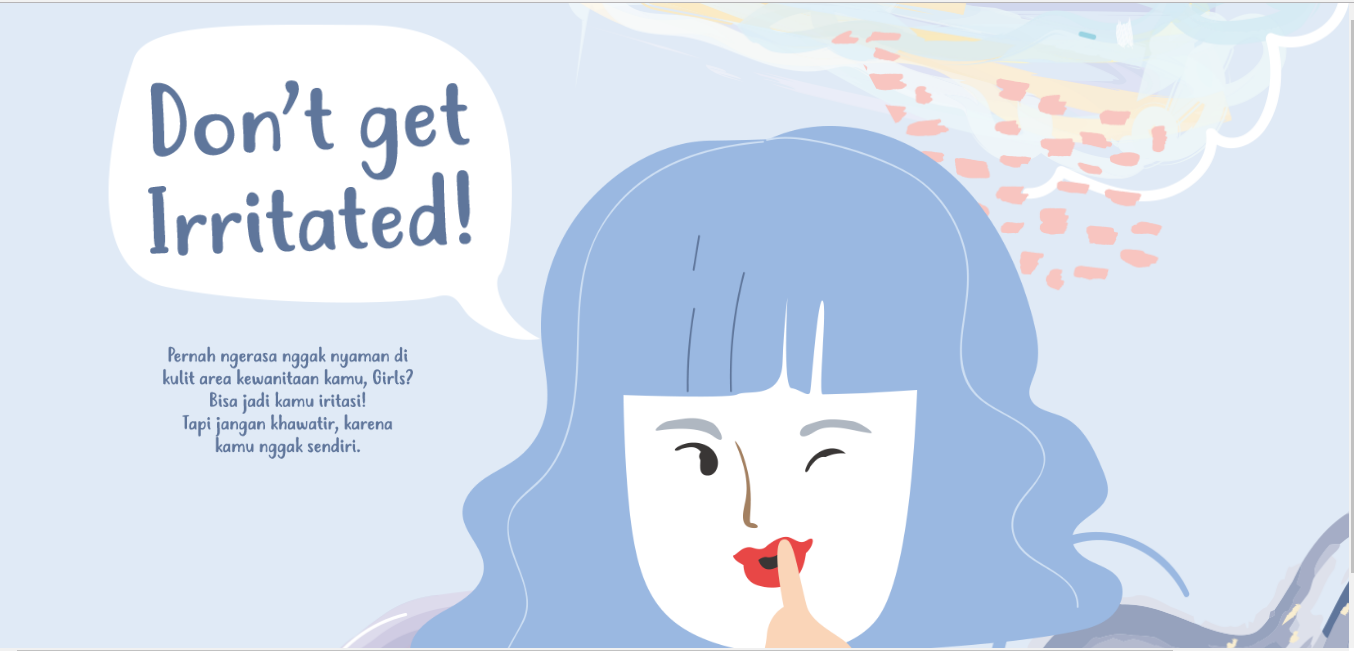 Don't get
Irritated!
Pernah ngerasa nggak nyaman di
kulit area kewanitaan kamu, Girls?
Bisa jadi kamu iritasi!
Tapi jangan khawatir, karena
kamu nggak sendiri.